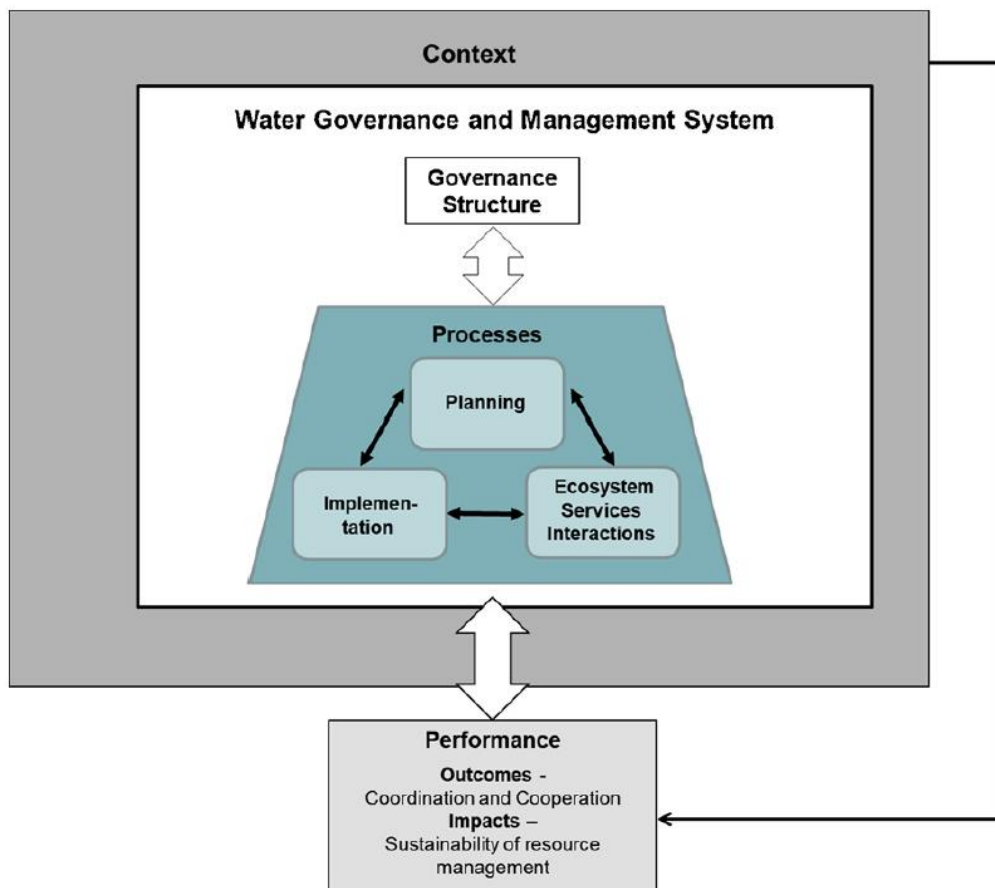 Context
Water Governance and Management System
Governance
Structure
Processes
Planning
Implemen-
tation
Ecosystem
Services
Interactions
Performance
Outcomes -
Coordination and Cooperation
Impacts –
Sustainability of resource
management